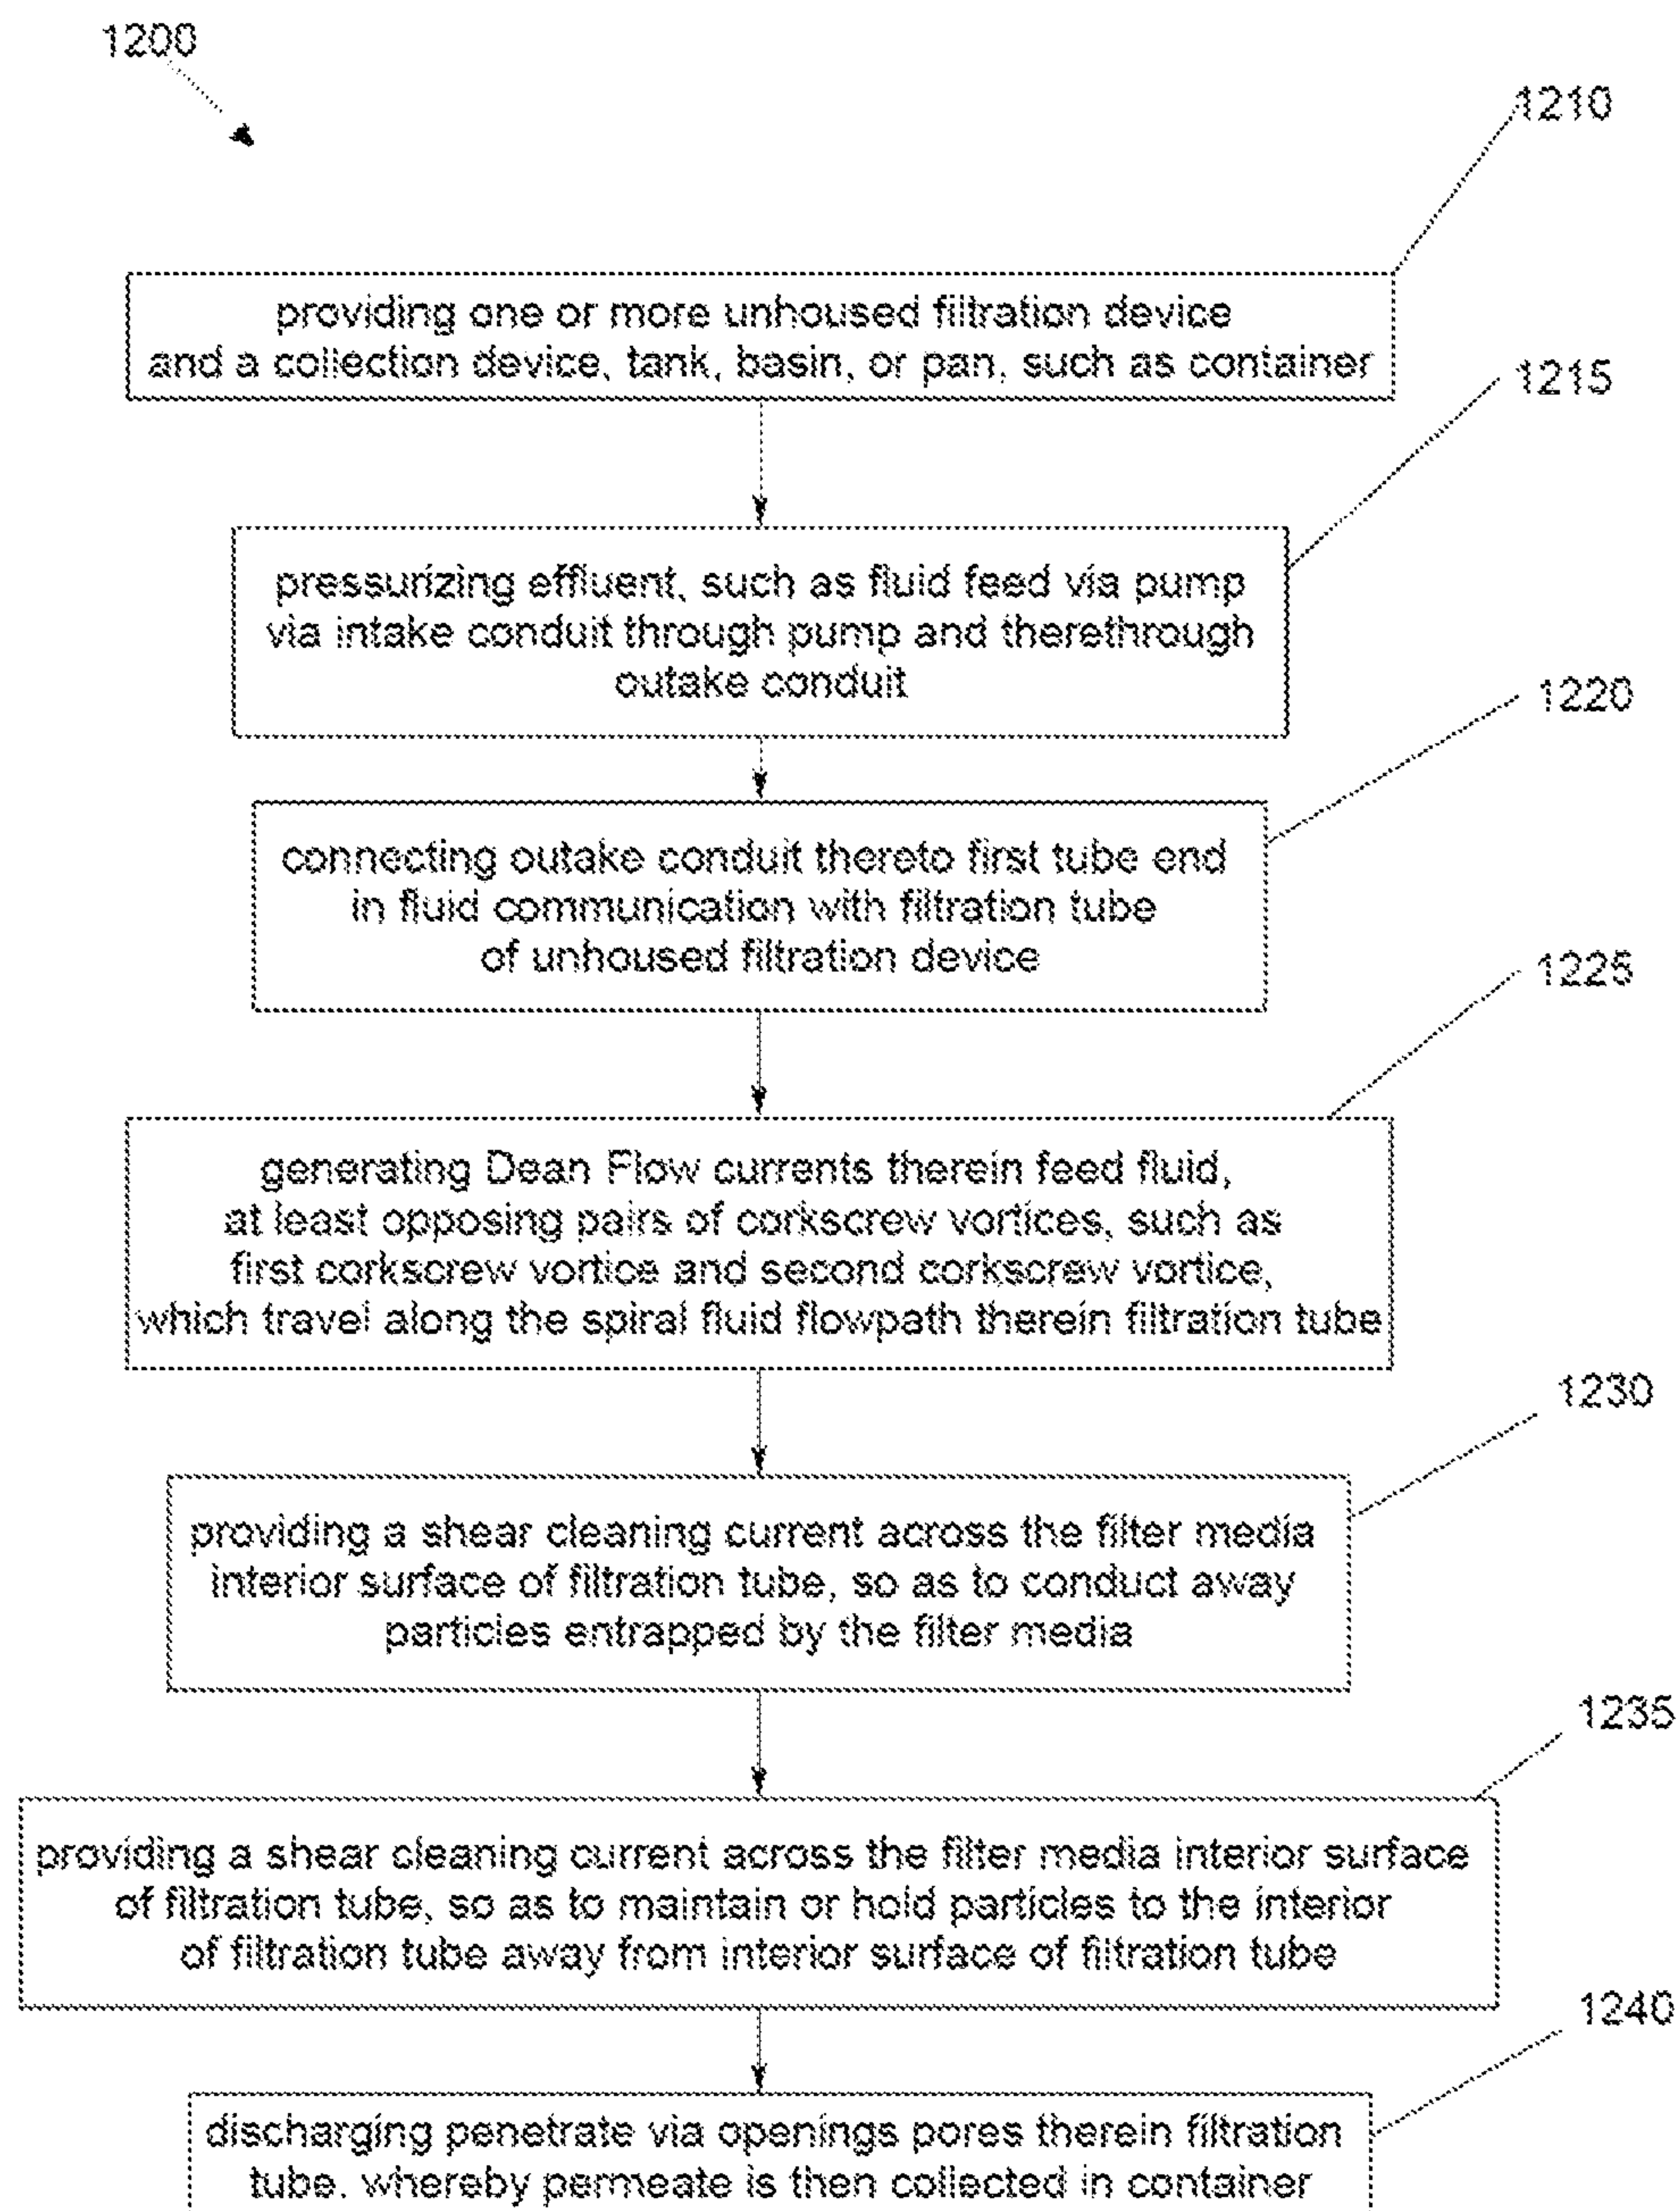 1200
1210
providing one or more unhoused filtration device
and a collection device, tank, basin, or pan, such as container
1215
pressurizing effluent, such as fluid feed via pump
via intake conduit through pump and therethrough
outake conduit
1220
connecting outake conduit thereto first tube end
in fluid communication with filtration tube
of unhoused filtration device
1225
generating Dean Flow currents therein feed fluid,
at least opposing pairs of corkscrew vortices, such as
first corkscrew vortice and second corkscrew vortice,
which travel along the spiral fluid flowpath therein filtration tube
1230
providing a shear cleaning current across the filter media
interior surface of filtration tube, so as to conduct away
particles entrapped by the filter media
1235
providing a shear cleaning current across the filter media interior surface
of filtration tube, so as to maintain or hold particles to the interior
of filtration tube away from interior surface of filtration tube
1240
discharging penetrate via openings pores therein filtration
tube. whereby permeate is then collected in container